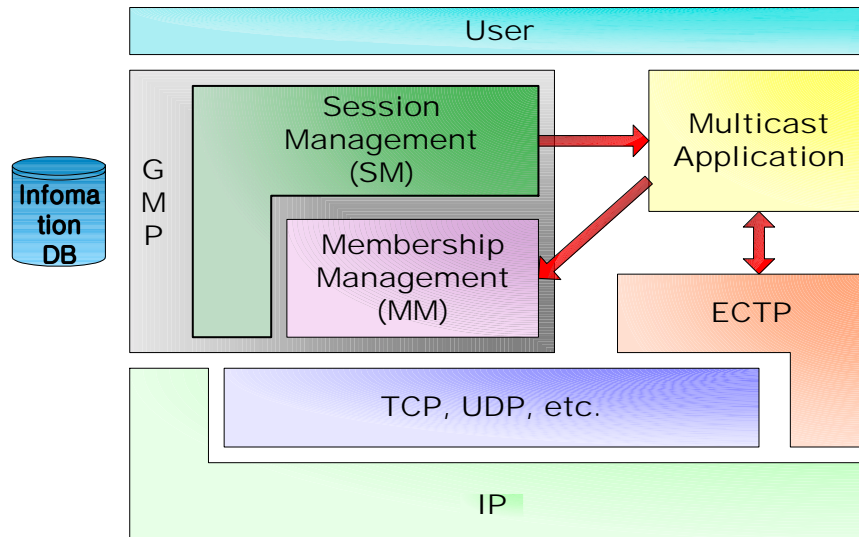 User
Session
Management
(SM)
Multicast
Application
G
M
P
Infoma
tion
DB
Membership
Management
(MM)
ECTP
TCP, UDP, etc.
IP